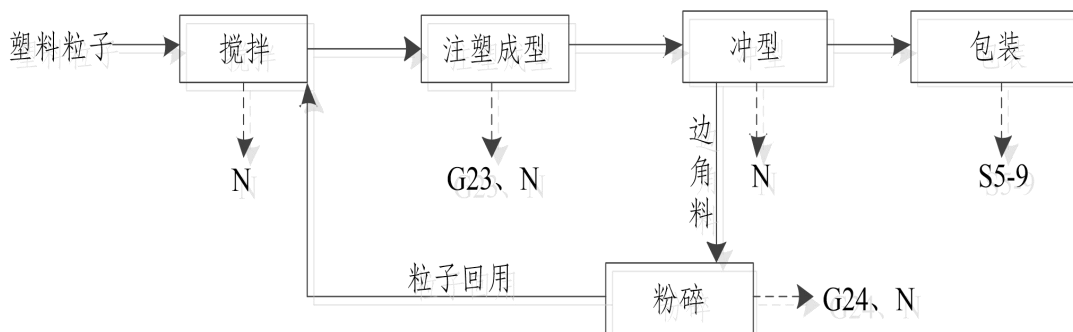 塑料粒子
搅拌
注塑成型
冲型
包装
N
G23、N
边角料
N
S5-9
粒子回用
粉碎
G24、N